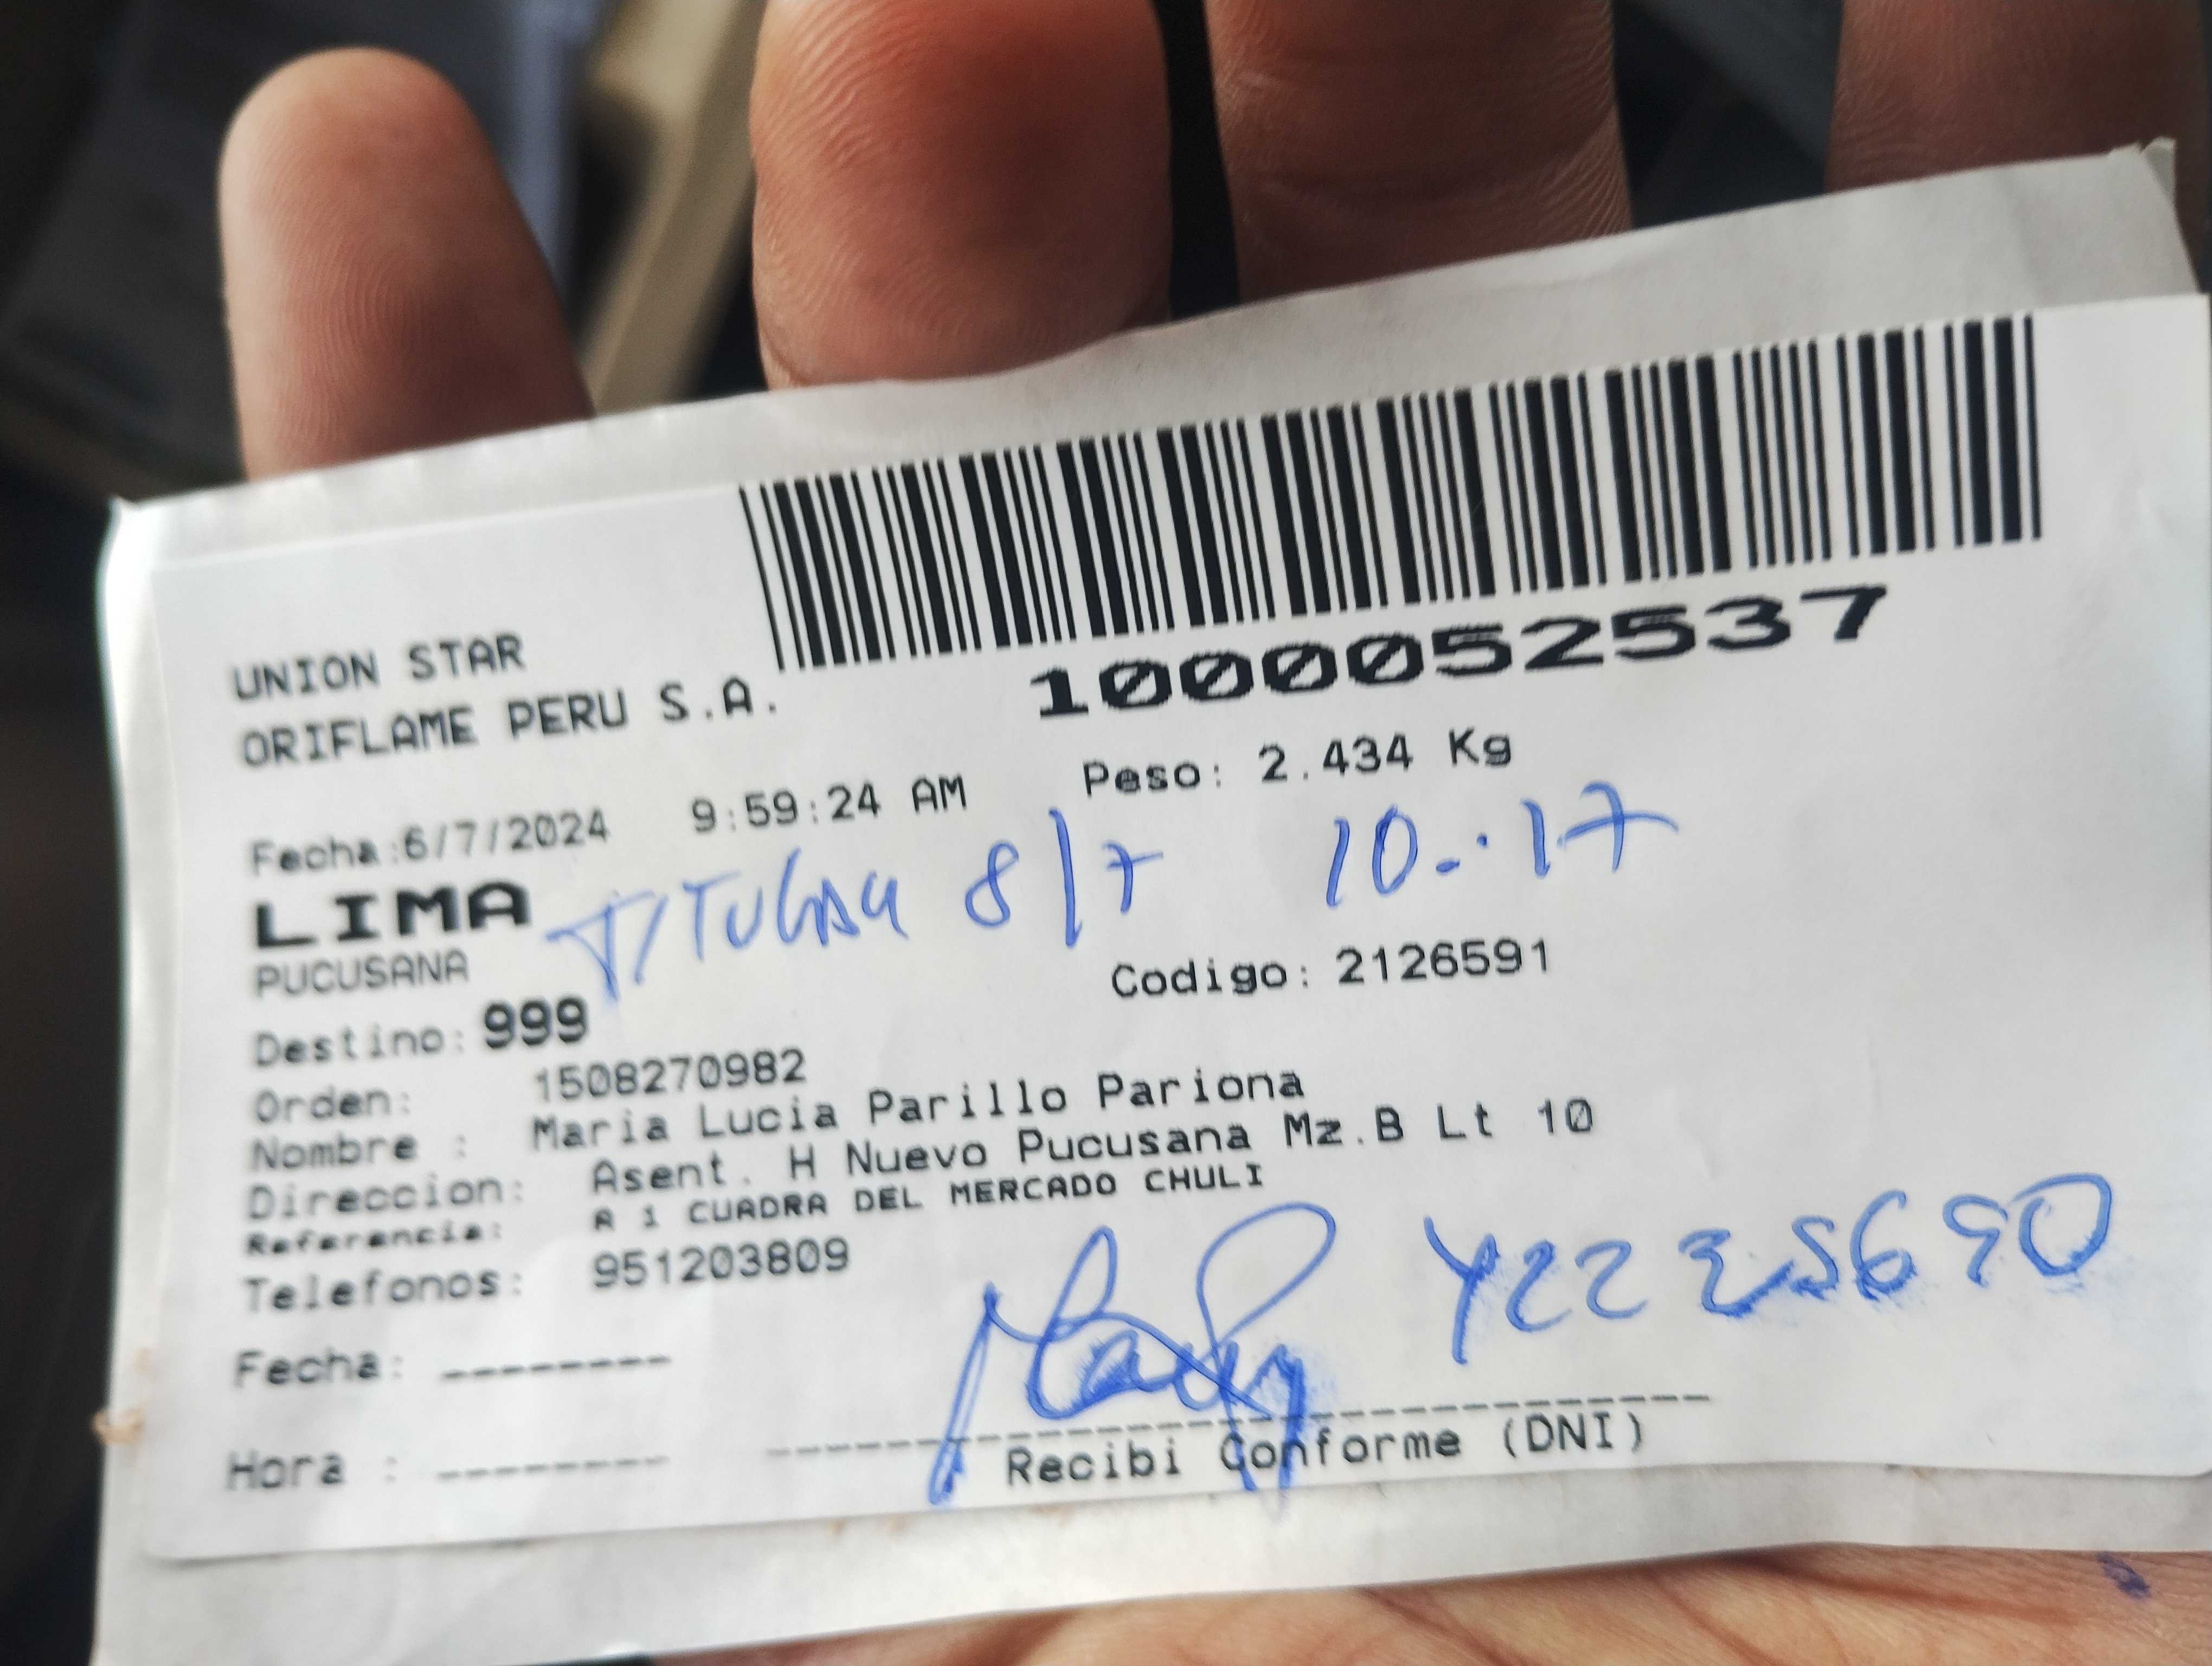 1000052537
UNION STAR
ORIFLAME PERU S.A.
Peso: 2.434 Kg
Fecha:6/7/2024 9:59:24 AM
LIMA
TITULAR 8/7 10:17
PUCUSANA
Codigo: 2126591
Destino: 999
Orden: 1508270982
Nombre : Maria Lucia Parillo Pariona
Direccion: Asent. H Nuevo Pucusana Mz.B Lt 10
Referencia: A 1 CUADRA DEL MERCADO CHULI
Telefonos: 951203809
Fecha: --------
Hora : --------
Recibi Conforme (DNI)